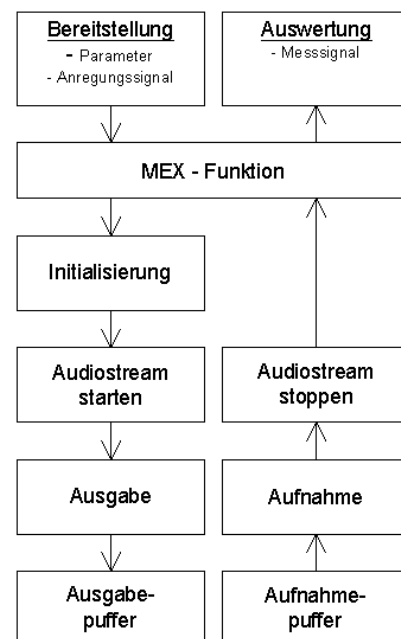 Bereitstellung
- Parameter
- Anregungssignal
Auswertung
- Messsignal
MEX - Funktion
Initialisierung
Audiostream
starten
Audiostream
stoppen
Ausgabe
Aufnahme
Ausgabe-
puffer
Aufnahme-
puffer